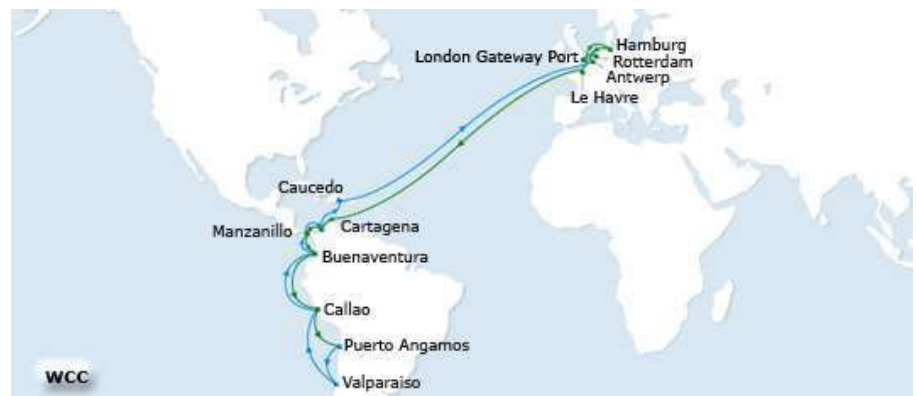 Hamburg
London Gateway Port
Rotterdam
Antwerp
Le Havre
Caucedo
Cartagena
Manzanillo
Buenaventura
Callao
Puerto Angamos
WCC
Valparaiso